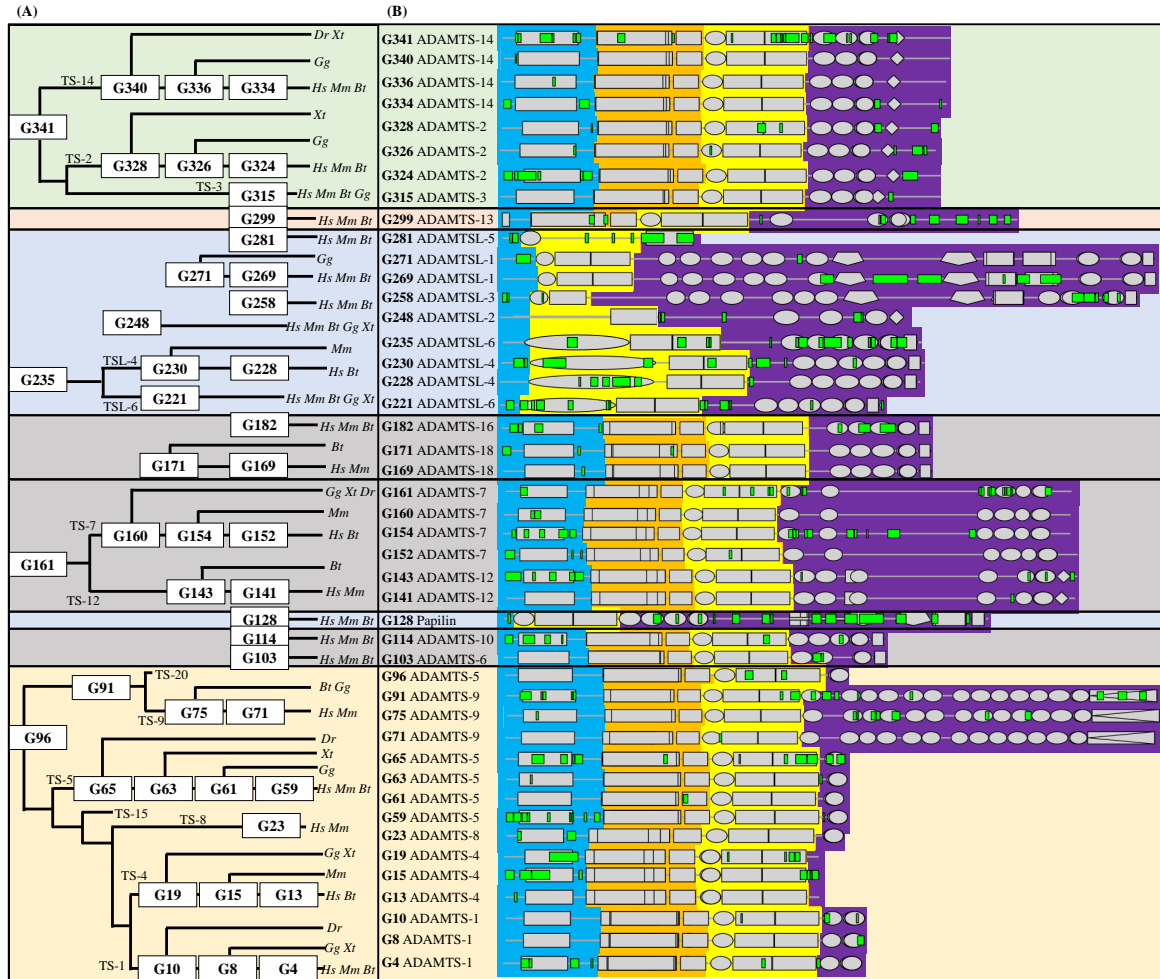 (A)
(B)
Dr Xt
Gg
TS-14
G340
G336
G334
Hs Mm Bt
G341
Xt
Gg
TS-2
G328
G326
G324
Hs Mm Bt
TS-3
G315
Hs Mm Bt Gg
G299
Hs Mm Bt
G281
Hs Mm Bt
Gg
G271
G269
Hs Mm Bt
G258
Hs Mm Bt
G248
Hs Mm Bt Gg Xt
Mm
TSL-4
G230
G228
Hs Bt
G235
G221
Hs Mm Bt Gg Xt
TSL-6
G182
Hs Mm Bt
Bt
G171
G169
Hs Mm
Gg Xt Dr
Mm
TS-7
G160
G154
G152
Hs Bt
G161
Bt
G143
G141
Hs Mm
TS-12
G128
Hs Mm Bt
G114
Hs Mm Bt
G103
Hs Mm Bt
TS-20
G91
Bt Gg
TS-9
G75
G71
Hs Mm
G96
Dr
Xt
Gg
TS-5
G65
G63
G61
G59
Hs Mm Bt
TS-15
TS-8
G23
Hs Mm
Gg Xt
Mm
TS-4
G19
G15
G13
Hs Bt
Dr
Gg Xt
TS-1
G10
G8
G4
Hs Mm Bt
G341 ADAMTS-14
G340 ADAMTS-14
G336 ADAMTS-14
G334 ADAMTS-14
G328 ADAMTS-2
G326 ADAMTS-2
G324 ADAMTS-2
G315 ADAMTS-3
G299 ADAMTS-13
G281 ADAMTSL-5
G271 ADAMTSL-1
G269 ADAMTSL-1
G258 ADAMTSL-3
G248 ADAMTSL-2
G235 ADAMTSL-6
G230 ADAMTSL-4
G228 ADAMTSL-4
G221 ADAMTSL-6
G182 ADAMTS-16
G171 ADAMTS-18
G169 ADAMTS-18
G161 ADAMTS-7
G160 ADAMTS-7
G154 ADAMTS-7
G152 ADAMTS-7
G143 ADAMTS-12
G141 ADAMTS-12
G128 Papilin
G114 ADAMTS-10
G103 ADAMTS-6
G96 ADAMTS-5
G91 ADAMTS-9
G75 ADAMTS-9
G71 ADAMTS-9
G65 ADAMTS-5
G63 ADAMTS-5
G61 ADAMTS-5
G59 ADAMTS-5
G23 ADAMTS-8
G19 ADAMTS-4
G15 ADAMTS-4
G13 ADAMTS-4
G10 ADAMTS-1
G8 ADAMTS-1
G4 ADAMTS-1